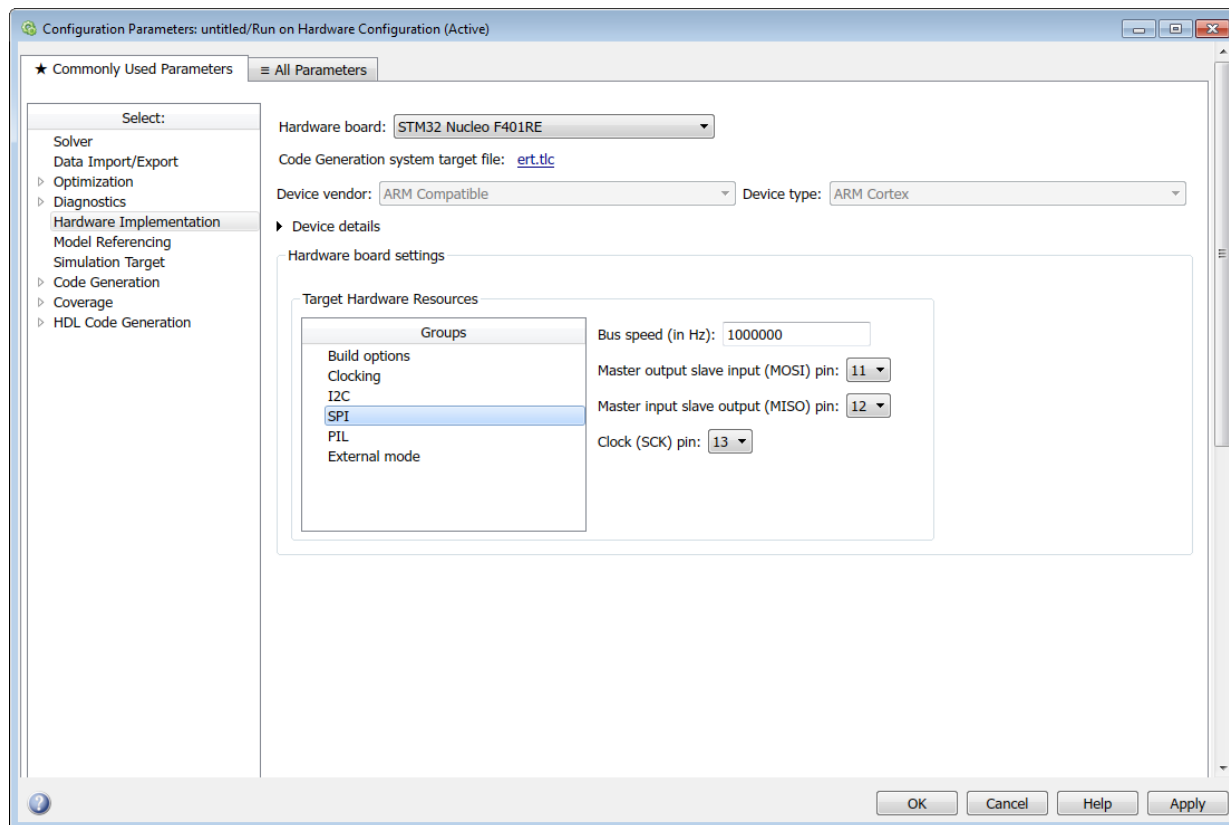 Configuration Parameters: untitled/Run on Hardware Configuration (Active)
★ Commonly Used Parameters
≡ All Parameters
Select:
Solver
Data Import/Export
Optimization
Diagnostics
Hardware Implementation
Model Referencing
Simulation Target
Code Generation
Coverage
HDL Code Generation
Hardware board: STM32 Nucleo F401RE
Code Generation system target file: ert.tlc
Device vendor: ARM Compatible Device type: ARM Cortex
Device details
Hardware board settings
Target Hardware Resources
Groups
Build options
Clocking
I2C
SPI
PIL
External mode
Bus speed (in Hz): 1000000
Master output slave input (MOSI) pin: 11
Master input slave output (MISO) pin: 12
Clock (SCK) pin: 13
OK Cancel Help Apply